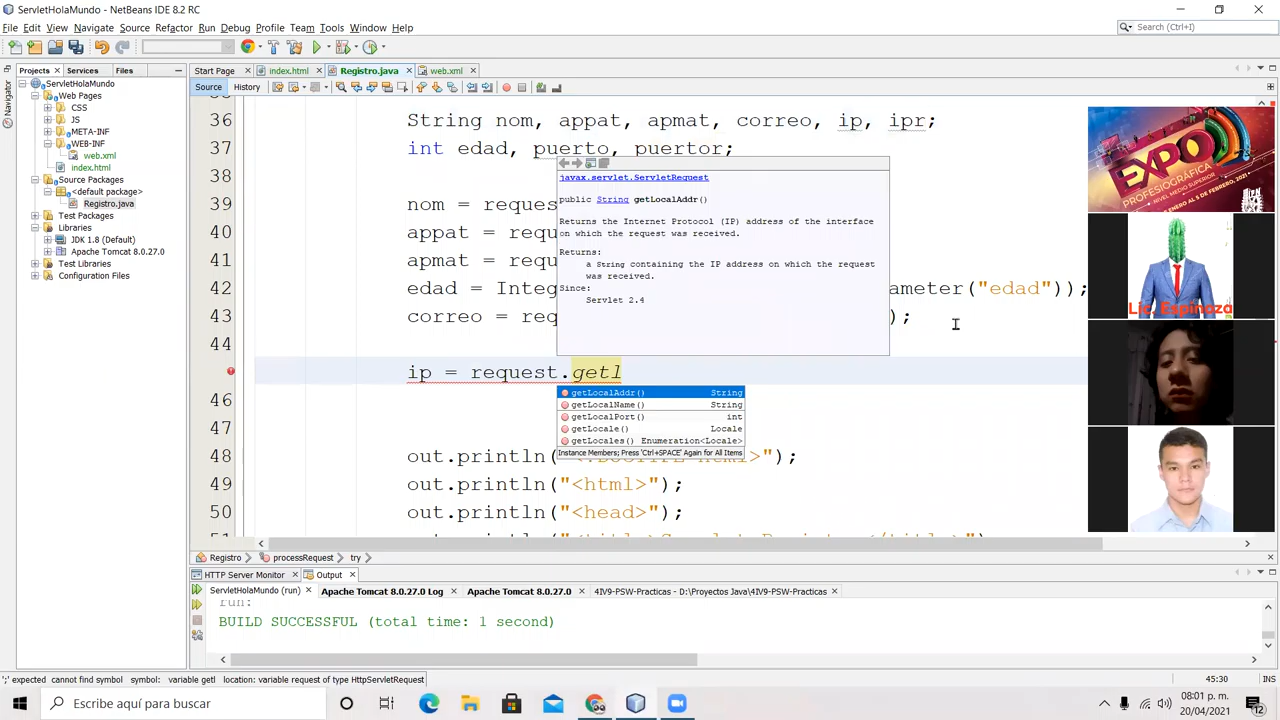 ServletHolaMundo - NetBeans IDE 8.2 RC
File Edit View Navigate Source Refactor Run Debug Profile Team Tools Window Help
Search (Ctrl+I)
Projects Services Files
Start Page index.html Registro.java web.xml
Source History
Navigator
ServletHolaMundo
Web Pages
CSS
JS
META-INF
WEB-INF
web.xml
index.html
Source Packages
<default package>
Registro.java
Test Packages
Libraries
JDK 1.8 (Default)
Apache Tomcat 8.0.27.0
Test Libraries
Configuration Files
36 String nom, appat, apmat, correo, ip, ipr;
37 int edad, puerto, puertor;
38
39 nom = reques
40 appat = requ
41 apmat = requ
42 edad = Integ ameter("edad"));
43 correo = req );
44
ip = request.getl
46
47
48 out.println( ");
49 out.println("<html>");
50 out.println("<head>");
javax.servlet.ServletRequest
public String getLocalAddr()
Returns the Internet Protocol (IP) address of the interface
on which the request was received.
Returns:
a String containing the IP address on which the request
was received.
Since:
Servlet 2.4
getLocalAddr() String
getLocalName() String
getLocalPort() int
getLocale() Locale
getLocales() Enumeration<Locale>
Instance Members; Press 'Ctrl+SPACE' Again for All Items
EXPO
PROFESIOGRÁFICA
NIVEL MEDIO SUPERIOR
Lic. Espinoza
Registro processRequest try
HTTP Server Monitor Output
ServletHolaMundo (run) Apache Tomcat 8.0.27.0 Log Apache Tomcat 8.0.27.0 4IV9-PSW-Practicas - D:\Proyectos Java\4IV9-PSW-Practicas
run:
BUILD SUCCESSFUL (total time: 1 second)
';' expected cannot find symbol symbol: variable getl location: variable request of type HttpServletRequest
45:30 INS
Escribe aquí para buscar
08:01 p. m.
20/04/2021
12